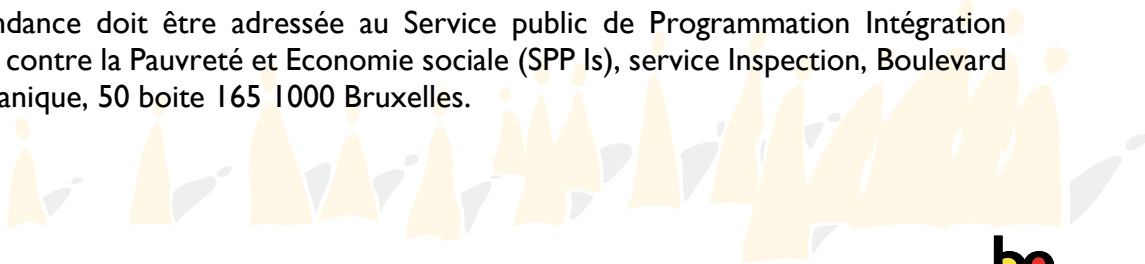 ndance doit être adressée au Service public de Programmation Intégration
contre la Pauvreté et Economie sociale (SPP Is), service Inspection, Boulevard
anique, 50 boite 165 1000 Bruxelles.
be